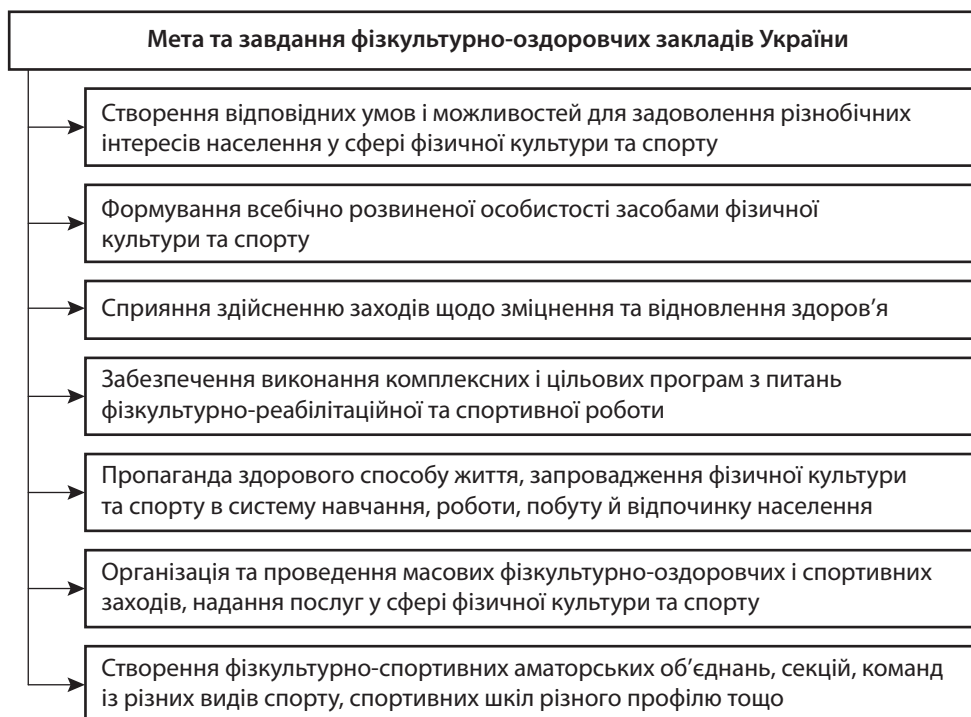 Мета та завдання фізкультурно-оздоровчих закладів України
Створення відповідних умов і можливостей для задоволення різнобічних
інтересів населення у сфері фізичної культури та спорту
Формування всебічно розвиненої особистості засобами фізичної
культури та спорту
Сприяння здійсненню заходів щодо зміцнення та відновлення здоров’я
Забезпечення виконання комплексних і цільових програм з питань
фізкультурно-реабілітаційної та спортивної роботи
Пропаганда здорового способу життя, запровадження фізичної культури
та спорту в систему навчання, роботи, побуту й відпочинку населення
Організація та проведення масових фізкультурно-оздоровчих і спортивних
заходів, надання послуг у сфері фізичної культури та спорту
Створення фізкультурно-спортивних аматорських об’єднань, секцій, команд
із різних видів спорту, спортивних шкіл різного профілю тощо